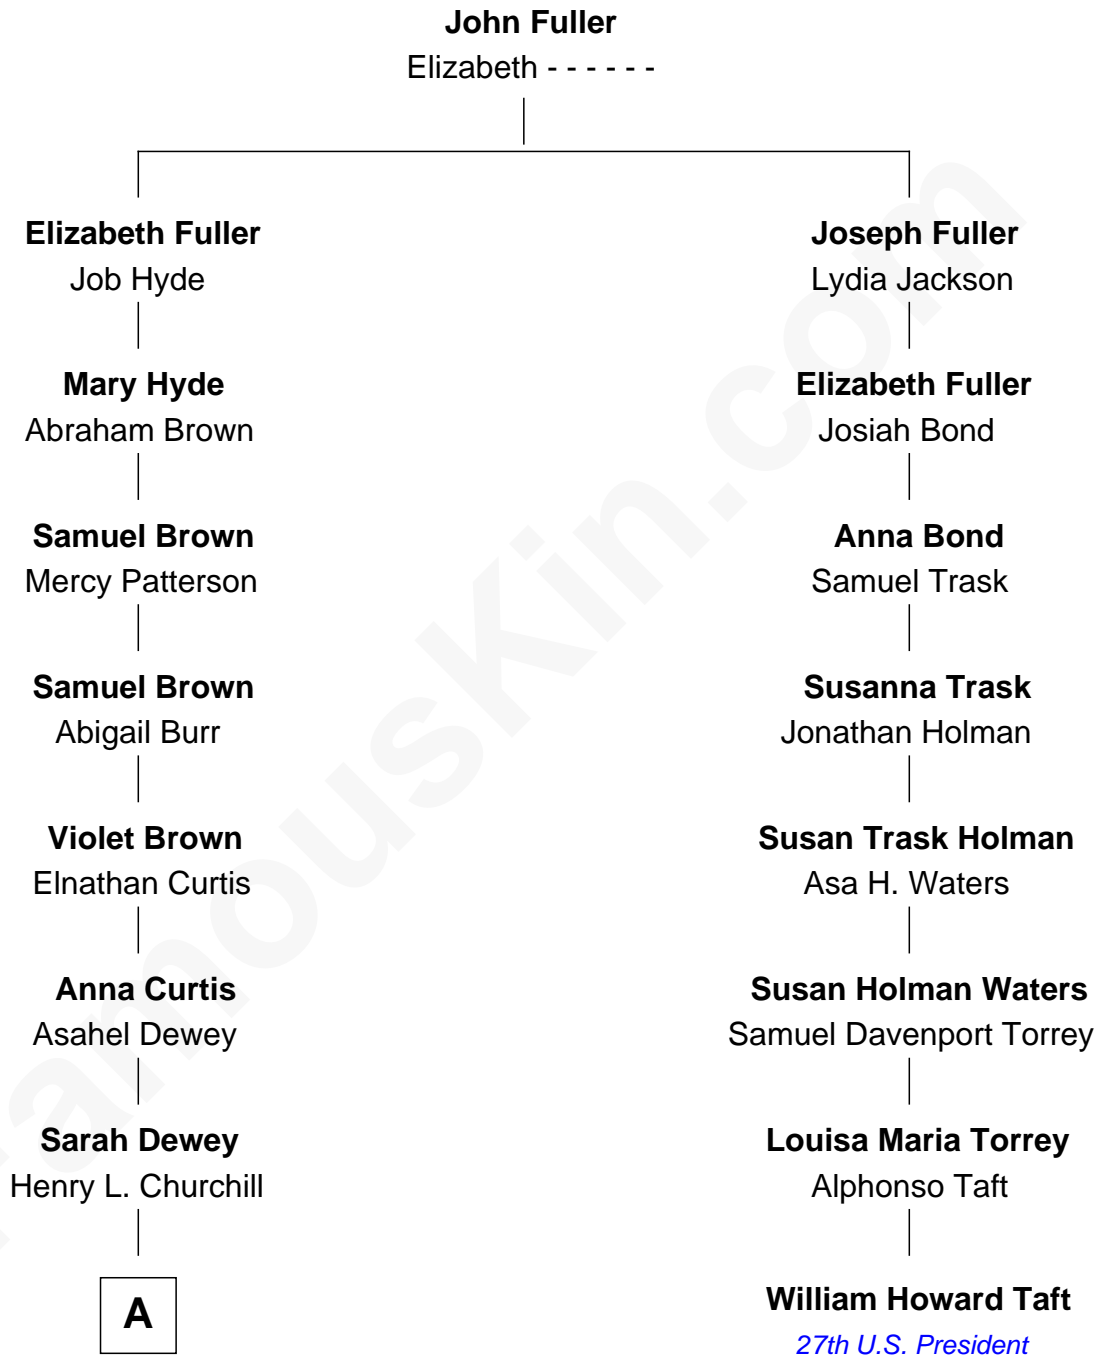 John Fuller
Elizabeth - - - - - -
Elizabeth Fuller
Job Hyde
Joseph Fuller
Lydia Jackson
Mary Hyde
Abraham Brown
Elizabeth Fuller
Josiah Bond
Samuel Brown
Mercy Patterson
Anna Bond
Samuel Trask
Samuel Brown
Abigail Burr
Susanna Trask
Jonathan Holman
Violet Brown
Elnathan Curtis
Susan Trask Holman
Asa H. Waters
Anna Curtis
Asahel Dewey
Susan Holman Waters
Samuel Davenport Torrey
Sarah Dewey
Henry L. Churchill
Louisa Maria Torrey
Alphonso Taft
A
William Howard Taft
27th U.S. President
FamousKin.com